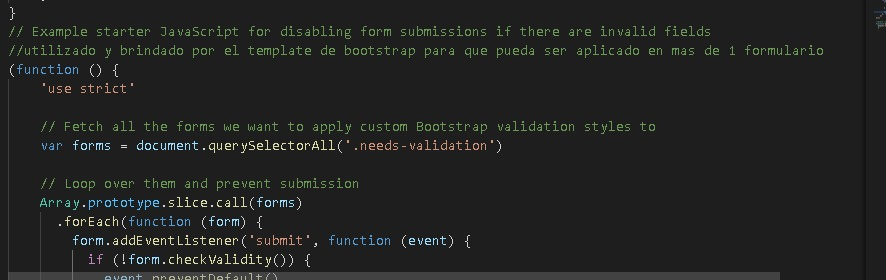 }
// Example starter JavaScript for disabling form submissions if there are invalid fields
//utilizado y brindado por el template de bootstrap para que pueda ser aplicado en mas de 1 formulario
(function () {
'use strict'
// Fetch all the forms we want to apply custom Bootstrap validation styles to
var forms = document.querySelectorAll('.needs-validation')
// Loop over them and prevent submission
Array.prototype.slice.call(forms)
.forEach(function (form) {
form.addEventListener('submit', function (event) {
if (!form.checkValidity()) {
event.preventDefault()